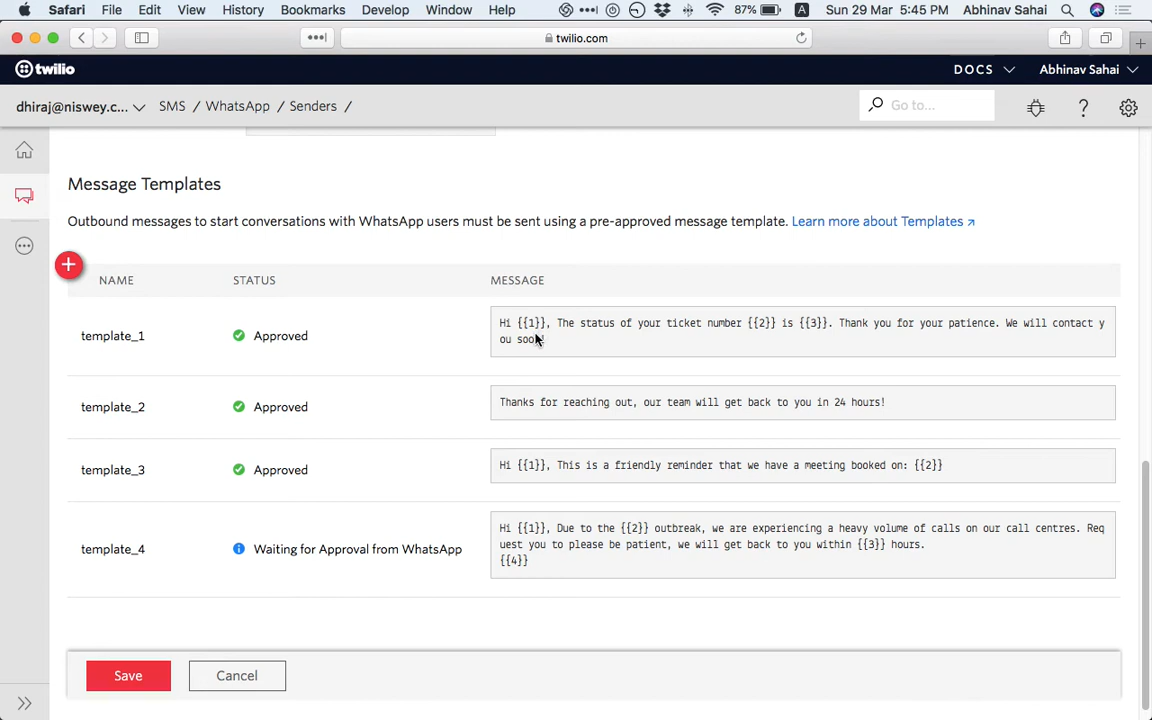 Safari File Edit View History Bookmarks Develop Window Help 87% A Sun 29 Mar 5:45 PM Abhinav Sahai
twilio.com
twilio DOCS Abhinav Sahai
dhiraj@niswey.c... SMS / WhatsApp / Senders / Go to...
Message Templates
Outbound messages to start conversations with WhatsApp users must be sent using a pre-approved message template. Learn more about Templates ↗
+
NAME STATUS MESSAGE
template_1 Approved
Hi {{1}}, The status of your ticket number {{2}} is {{3}}. Thank you for your patience. We will contact y
ou soon!
template_2 Approved Thanks for reaching out, our team will get back to you in 24 hours!
template_3 Approved Hi {{1}}, This is a friendly reminder that we have a meeting booked on: {{2}}
template_4 Waiting for Approval from WhatsApp
Hi {{1}}, Due to the {{2}} outbreak, we are experiencing a heavy volume of calls on our call centres. Req
uest you to please be patient, we will get back to you within {{3}} hours.
{{4}}
Save Cancel